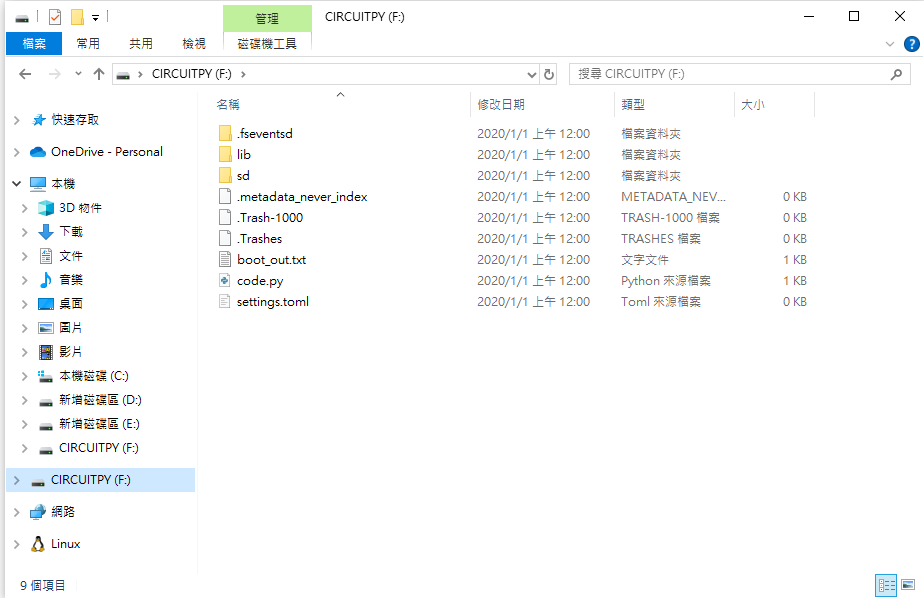 管理
CIRCUITPY (F:)
檔案
常用
共用
檢視
磁碟機工具
CIRCUITPY (F:)
搜尋 CIRCUITPY (F:)
快速存取
OneDrive - Personal
本機
3D 物件
下載
文件
音樂
桌面
圖片
影片
本機磁碟 (C:)
新增磁碟區 (D:)
新增磁碟區 (E:)
CIRCUITPY (F:)
CIRCUITPY (F:)
網路
Linux
名稱 修改日期 類型 大小
.fseventsd 2020/1/1 上午 12:00 檔案資料夾
lib 2020/1/1 上午 12:00 檔案資料夾
sd 2020/1/1 上午 12:00 檔案資料夾
.metadata_never_index 2020/1/1 上午 12:00 METADATA_NEV... 0 KB
.Trash-1000 2020/1/1 上午 12:00 TRASH-1000 檔案 0 KB
.Trashes 2020/1/1 上午 12:00 TRASHES 檔案 0 KB
boot_out.txt 2020/1/1 上午 12:00 文字文件 1 KB
code.py 2020/1/1 上午 12:00 Python 來源檔案 1 KB
settings.toml 2020/1/1 上午 12:00 Toml 來源檔案 0 KB
9 個項目